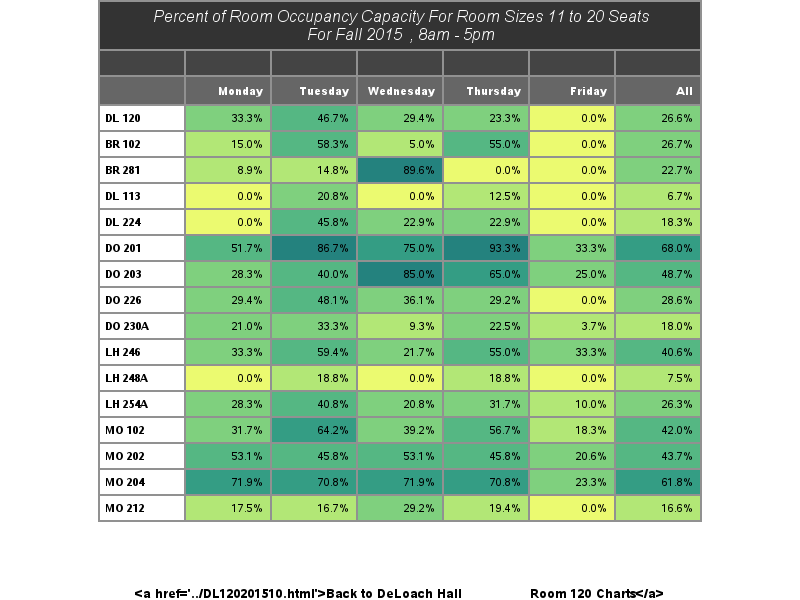 Percent of Room Occupancy Capacity For Room Sizes 11 to 20 Seats
For Fall 2015 , 8am - 5pm
Monday Tuesday Wednesday Thursday Friday All
DL 120 33.3% 46.7% 29.4% 23.3% 0.0% 26.6%
BR 102 15.0% 58.3% 5.0% 55.0% 0.0% 26.7%
BR 281 8.9% 14.8% 89.6% 0.0% 0.0% 22.7%
DL 113 0.0% 20.8% 0.0% 12.5% 0.0% 6.7%
DL 224 0.0% 45.8% 22.9% 22.9% 0.0% 18.3%
DO 201 51.7% 86.7% 75.0% 93.3% 33.3% 68.0%
DO 203 28.3% 40.0% 85.0% 65.0% 25.0% 48.7%
DO 226 29.4% 48.1% 36.1% 29.2% 0.0% 28.6%
DO 230A 21.0% 33.3% 9.3% 22.5% 3.7% 18.0%
LH 246 33.3% 59.4% 21.7% 55.0% 33.3% 40.6%
LH 248A 0.0% 18.8% 0.0% 18.8% 0.0% 7.5%
LH 254A 28.3% 40.8% 20.8% 31.7% 10.0% 26.3%
MO 102 31.7% 64.2% 39.2% 56.7% 18.3% 42.0%
MO 202 53.1% 45.8% 53.1% 45.8% 20.6% 43.7%
MO 204 71.9% 70.8% 71.9% 70.8% 23.3% 61.8%
MO 212 17.5% 16.7% 29.2% 19.4% 0.0% 16.6%
<a href='../DL120201510.html'>Back to DeLoach Hall Room 120 Charts</a>